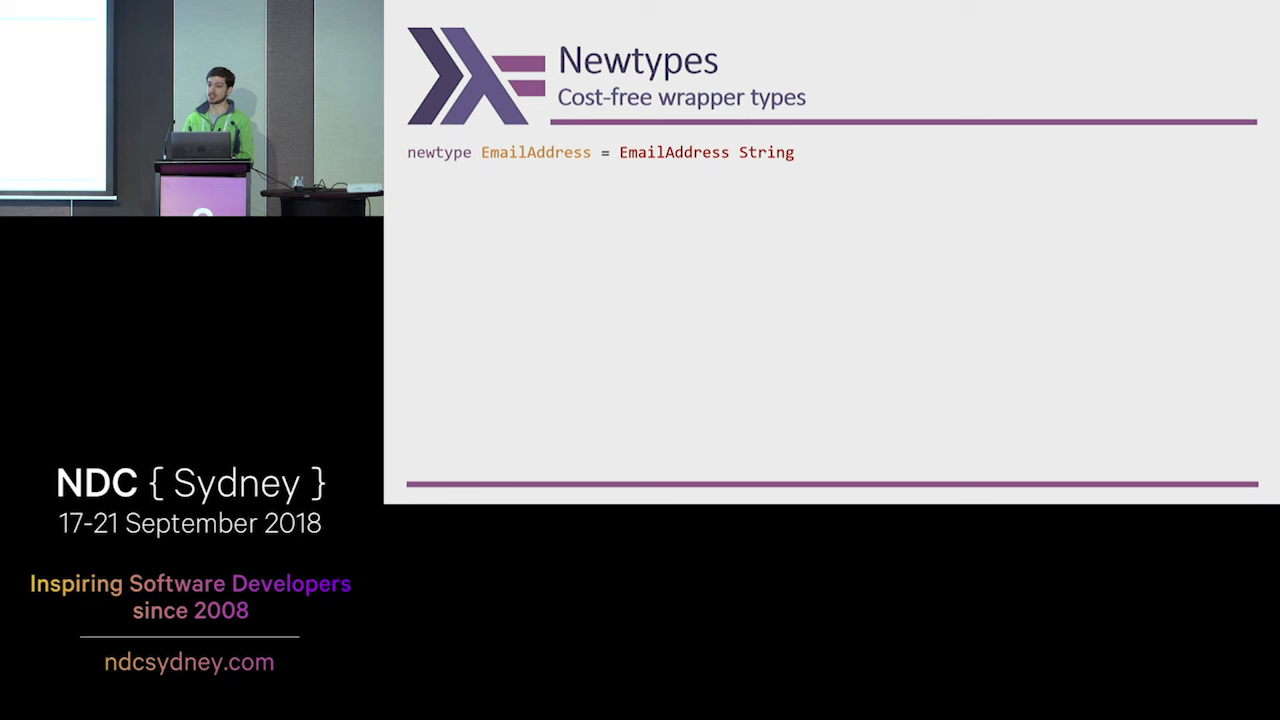 Newtypes
Cost-free wrapper types
newtype EmailAddress = EmailAddress String
NDC { Sydney }
17-21 September 2018
Inspiring Software Developers
since 2008
ndcsydney.com